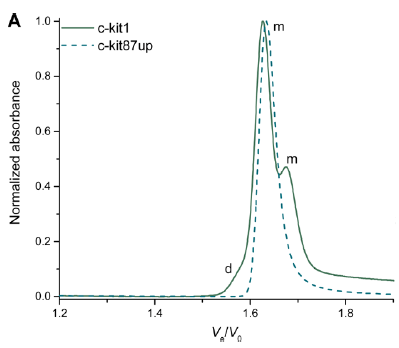 A
c-kit1
c-kit87up
m
m
d
Normalized absorbance
1.0
0.8
0.6
0.4
0.2
0.0
1.2
1.4
1.6
1.8
Ve/V0